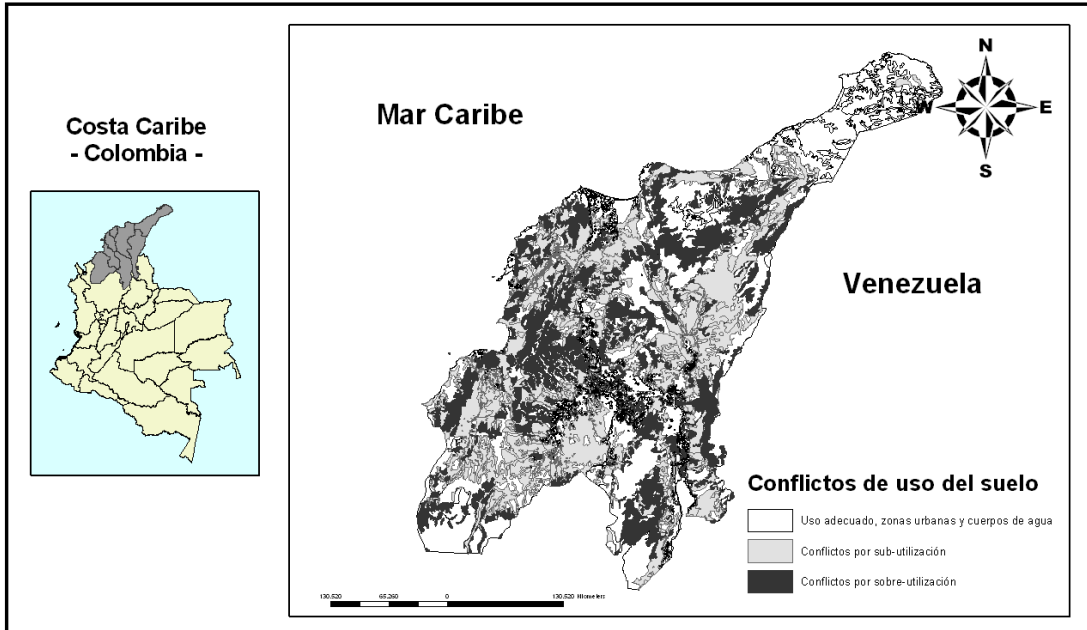 Costa Caribe
- Colombia -
Mar Caribe
N
W
E
S
Venezuela
Conflictos de uso del suelo
Uso adecuado, zonas urbanas y cuerpos de agua
Conflictos por sub-utilización
Conflictos por sobre-utilización
130.520 65.260 0 130.520 Kilometers